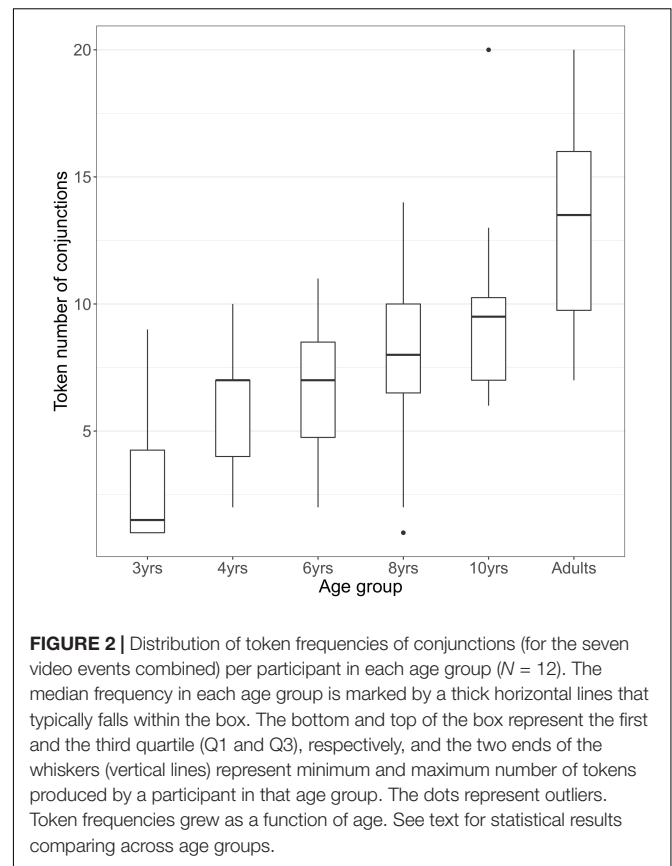 20
15
10
5
Token number of conjunctions
3yrs 4yrs 6yrs 8yrs 10yrs Adults
Age group
FIGURE 2 | Distribution of token frequencies of conjunctions (for the seven
video events combined) per participant in each age group (N = 12). The
median frequency in each age group is marked by a thick horizontal lines that
typically falls within the box. The bottom and top of the box represent the first
and the third quartile (Q1 and Q3), respectively, and the two ends of the
whiskers (vertical lines) represent minimum and maximum number of tokens
produced by a participant in that age group. The dots represent outliers.
Token frequencies grew as a function of age. See text for statistical results
comparing across age groups.